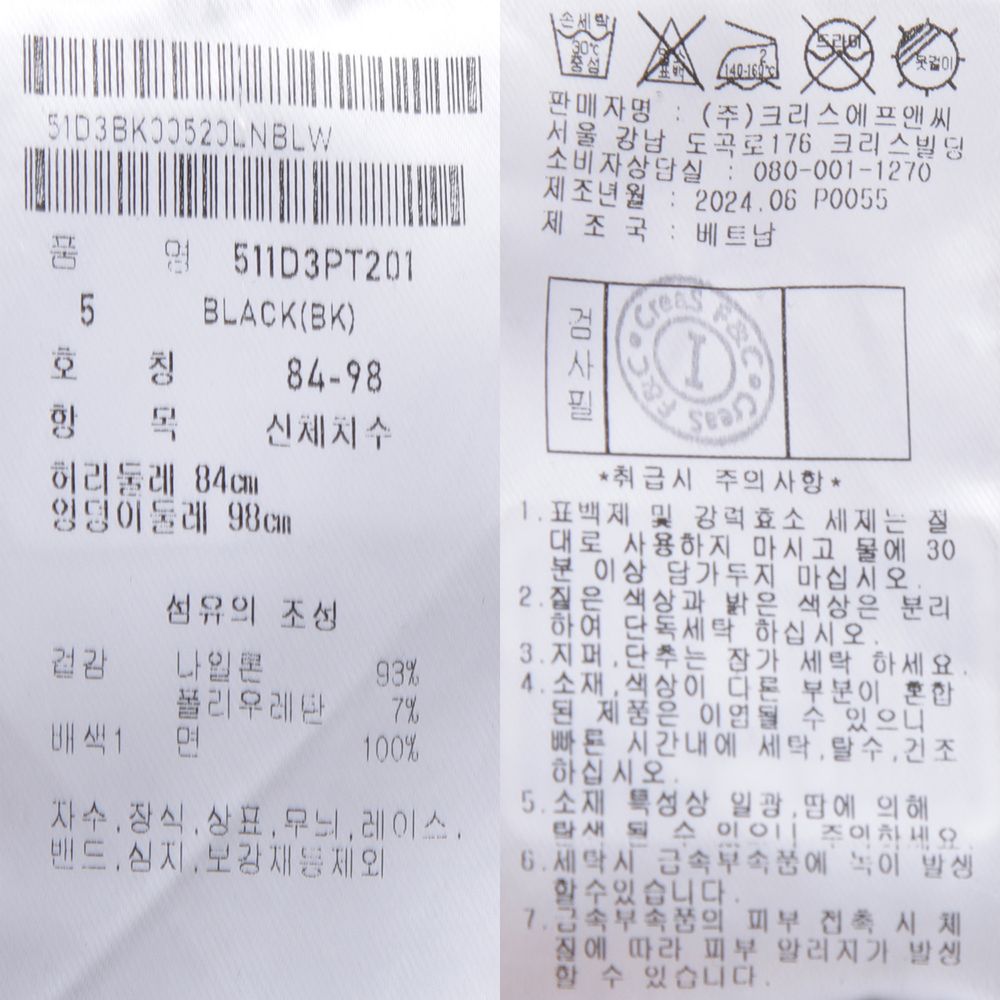 51D3BK00520LNBLW
품 명 511D3PT201
5 BLACK(BK)
호 칭 84-98
항 목 신체치수
허리둘레 84cm
엉덩이둘레 98cm
섬유의 조성
겉감 나일론 93%
폴리우레탄 7%
배색1 면 100%
자수,장식,상표,무늬,레이스,
밴드,심지,보강재등제외
손세탁
30℃
중성
염소
표백
2
140-160℃
드라이
옷걸이
판매자명 : (주)크리스에프앤씨
서울 강남 도곡로176 크리스빌딩
소비자상담실 : 080-001-1270
제조년월 : 2024.06 P0055
제 조 국 : 베트남
검사필
CreaS F&C
I
CreaS F&C
*취급시 주의사항*
1.표백제 및 강력효소 세제는 절
대로 사용하지 마시고 물에 30
분 이상 담가두지 마십시오.
2.짙은 색상과 밝은 색상은 분리
하여 단독세탁 하십시오.
3.지퍼,단추는 잠가 세탁 하세요.
4.소재,색상이 다른 부분이 혼합
된 제품은 이염될 수 있으니
빠른 시간내에 세탁,탈수,건조
하십시오.
5.소재 특성상 일광,땀에 의해
탈색 될 수 있으니 주의하세요.
6.세탁시 금속부속품에 녹이 발생
할수있습니다.
7.금속부속품의 피부 접촉 시 체
질에 따라 피부 알러지가 발생
할 수 있습니다.